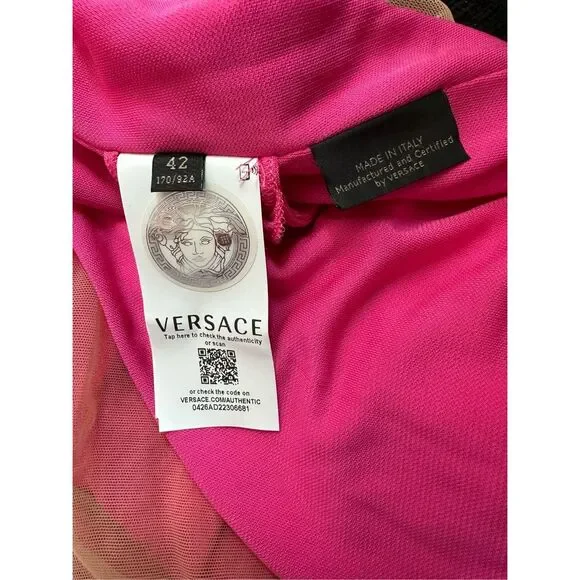 42
170/92A
VERSACE
Tap here to check the authenticity
or scan
or check the code on
VERSACE.COM/AUTHENTIC
0426AD22306681
MADE IN ITALY
Manufactured and Certified
by VERSACE